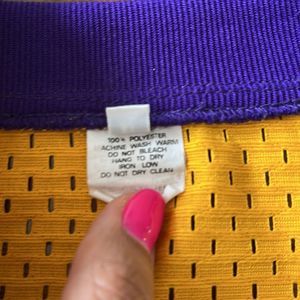 100% POLYESTER
ACHINE WASH WARM
DO NOT BLEACH
HANG TO DRY
IRON LOW
DO NOT DRY CLEAN